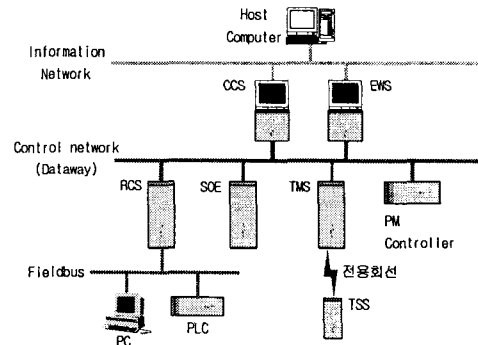 Host
Computer
Information
Network
CCS
EWS
Control network
(Dataway)
RCS
SOE
TMS
PM
Controller
Fieldbus
전용회선
TSS
PC
PLC